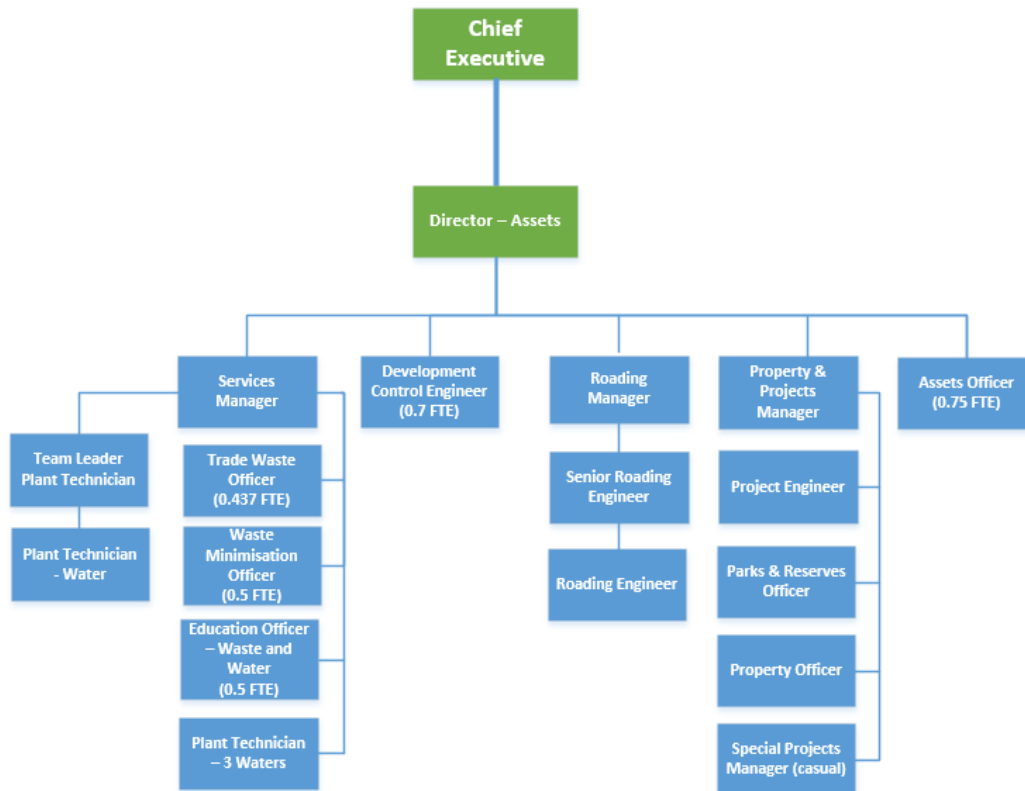 Chief
Executive
Director – Assets
Services
Manager
Development
Control Engineer
(0.7 FTE)
Roading
Manager
Property &
Projects
Manager
Assets Officer
(0.75 FTE)
Team Leader
Plant Technician
Plant Technician
- Water
Trade Waste
Officer
(0.437 FTE)
Waste
Minimisation
Officer
(0.5 FTE)
Education Officer
– Waste and
Water
(0.5 FTE)
Plant Technician
– 3 Waters
Senior Roading
Engineer
Roading Engineer
Project Engineer
Parks & Reserves
Officer
Property Officer
Special Projects
Manager (casual)